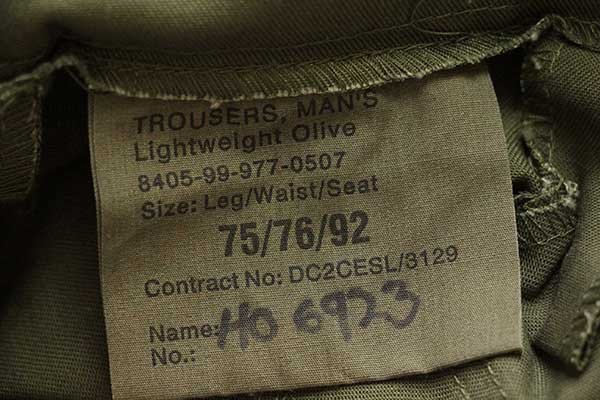 TROUSERS, MAN'S
Lightweight Olive
8405-99-977-0507
Size: Leg/Waist/Seat
75/76/92
Contract No: DC2CESL/3129
Name: HO 6923
No.: